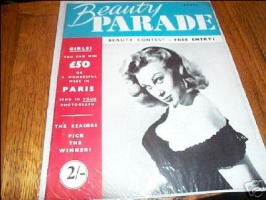 Beauty
PARADE
BEAUTY CONTEST - FREE ENTRY!
GIRLS!
YOU CAN WIN
£50
OR
A WONDERFUL
WEEK IN
PARIS
SEND IN YOUR
PHOTOGRAPH
THE READERS
PICK
THE
WINNER!
2/-